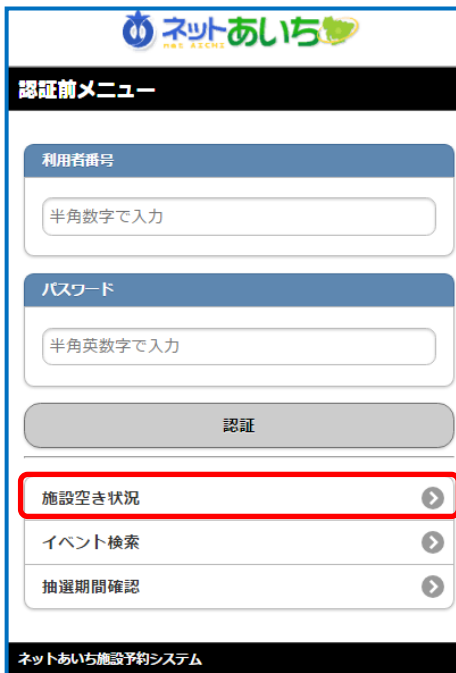 ネットあいち
NET AICHI
認証前メニュー
利用者番号
半角数字で入力
パスワード
半角英数字で入力
認証
施設空き状況
イベント検索
抽選期間確認
ネットあいち施設予約システム